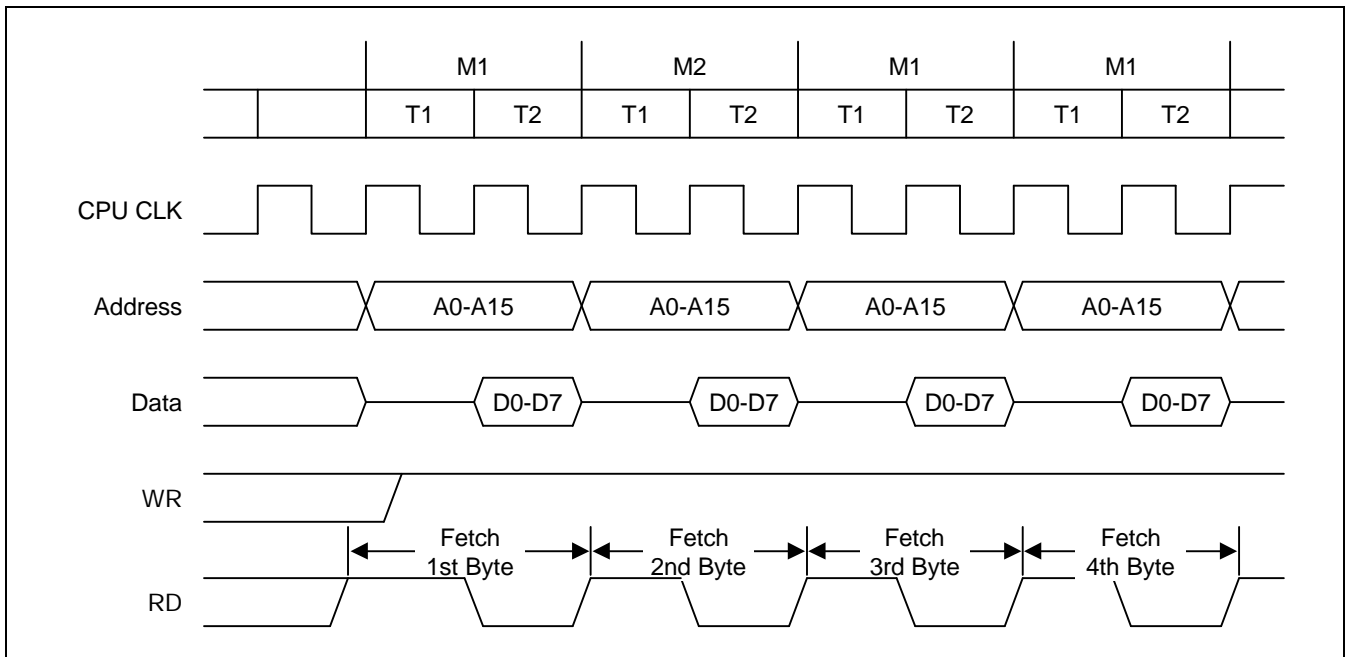 M1 M2 M1 M1
T1 T2 T1 T2 T1 T2 T1 T2
CPU CLK
Address A0-A15 A0-A15 A0-A15 A0-A15
Data D0-D7 D0-D7 D0-D7 D0-D7
WR
Fetch Fetch Fetch Fetch
1st Byte 2nd Byte 3rd Byte 4th Byte
RD